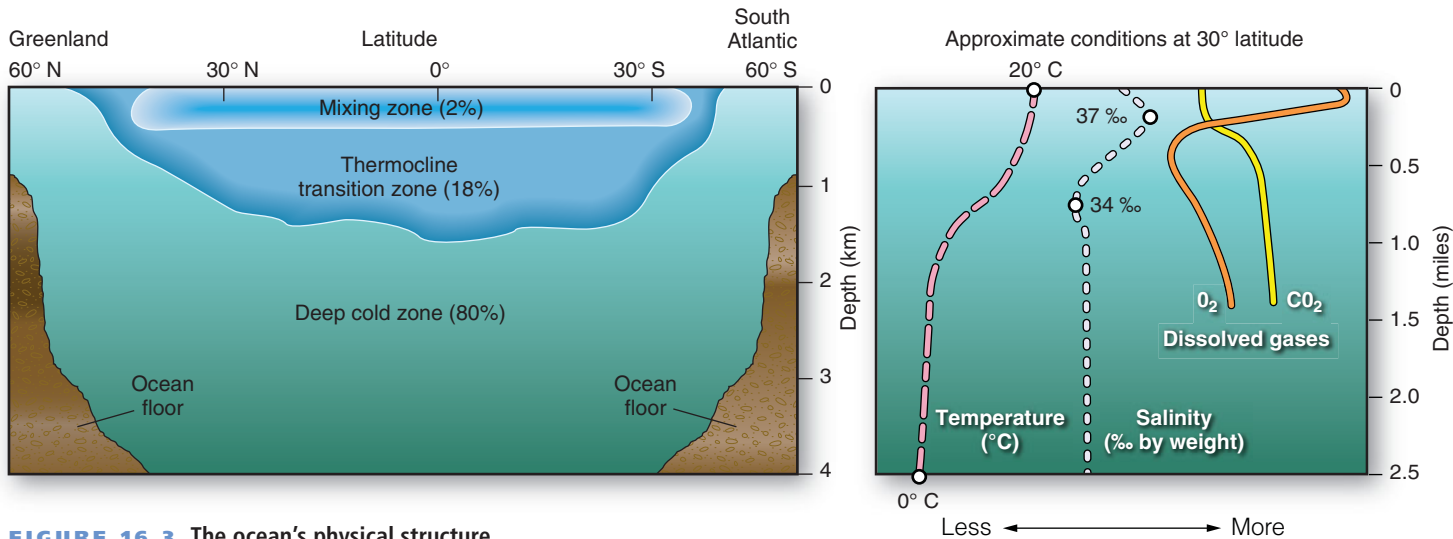 Greenland
Latitude
South
Atlantic
60° N
30° N
0°
30° S
60° S
Mixing zone (2%)
Thermocline
transition zone (18%)
Deep cold zone (80%)
Ocean
floor
Ocean
floor
0
1
2
3
4
Depth (km)
Approximate conditions at 30° latitude
20° C
37 ‰
34 ‰
0₂
C0₂
Dissolved gases
Temperature
(°C)
Salinity
(‰ by weight)
0
0.5
1.0
1.5
2.0
2.5
Depth (miles)
0° C
Less
More
FIGURE 16.3 The ocean's physical structure